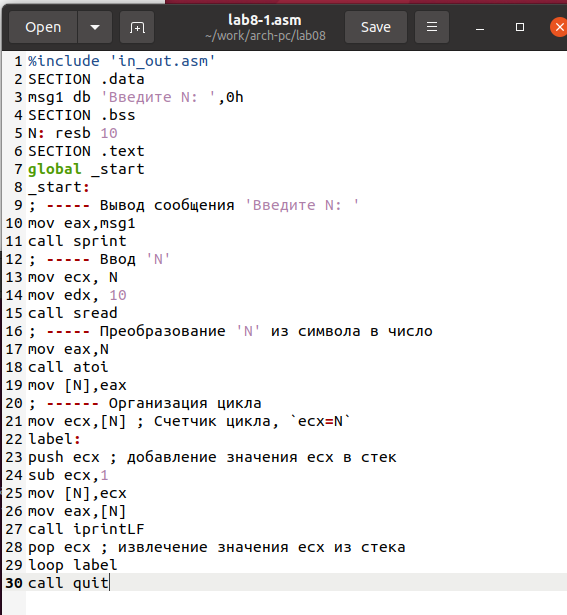 Open
lab8-1.asm
~/work/arch-pc/lab08
Save
1 %include 'in_out.asm'
2 SECTION .data
3 msg1 db 'Введите N: ',0h
4 SECTION .bss
5 N: resb 10
6 SECTION .text
7 global _start
8 _start:
9 ; ----- Вывод сообщения 'Введите N: '
10 mov eax,msg1
11 call sprint
12 ; ----- Ввод 'N'
13 mov ecx, N
14 mov edx, 10
15 call sread
16 ; ----- Преобразование 'N' из символа в число
17 mov eax,N
18 call atoi
19 mov [N],eax
20 ; ------ Организация цикла
21 mov ecx,[N] ; Счетчик цикла, `ecx=N`
22 label:
23 push ecx ; добавление значения ecx в стек
24 sub ecx,1
25 mov [N],ecx
26 mov eax,[N]
27 call iprintLF
28 pop ecx ; извлечение значения ecx из стека
29 loop label
30 call quit